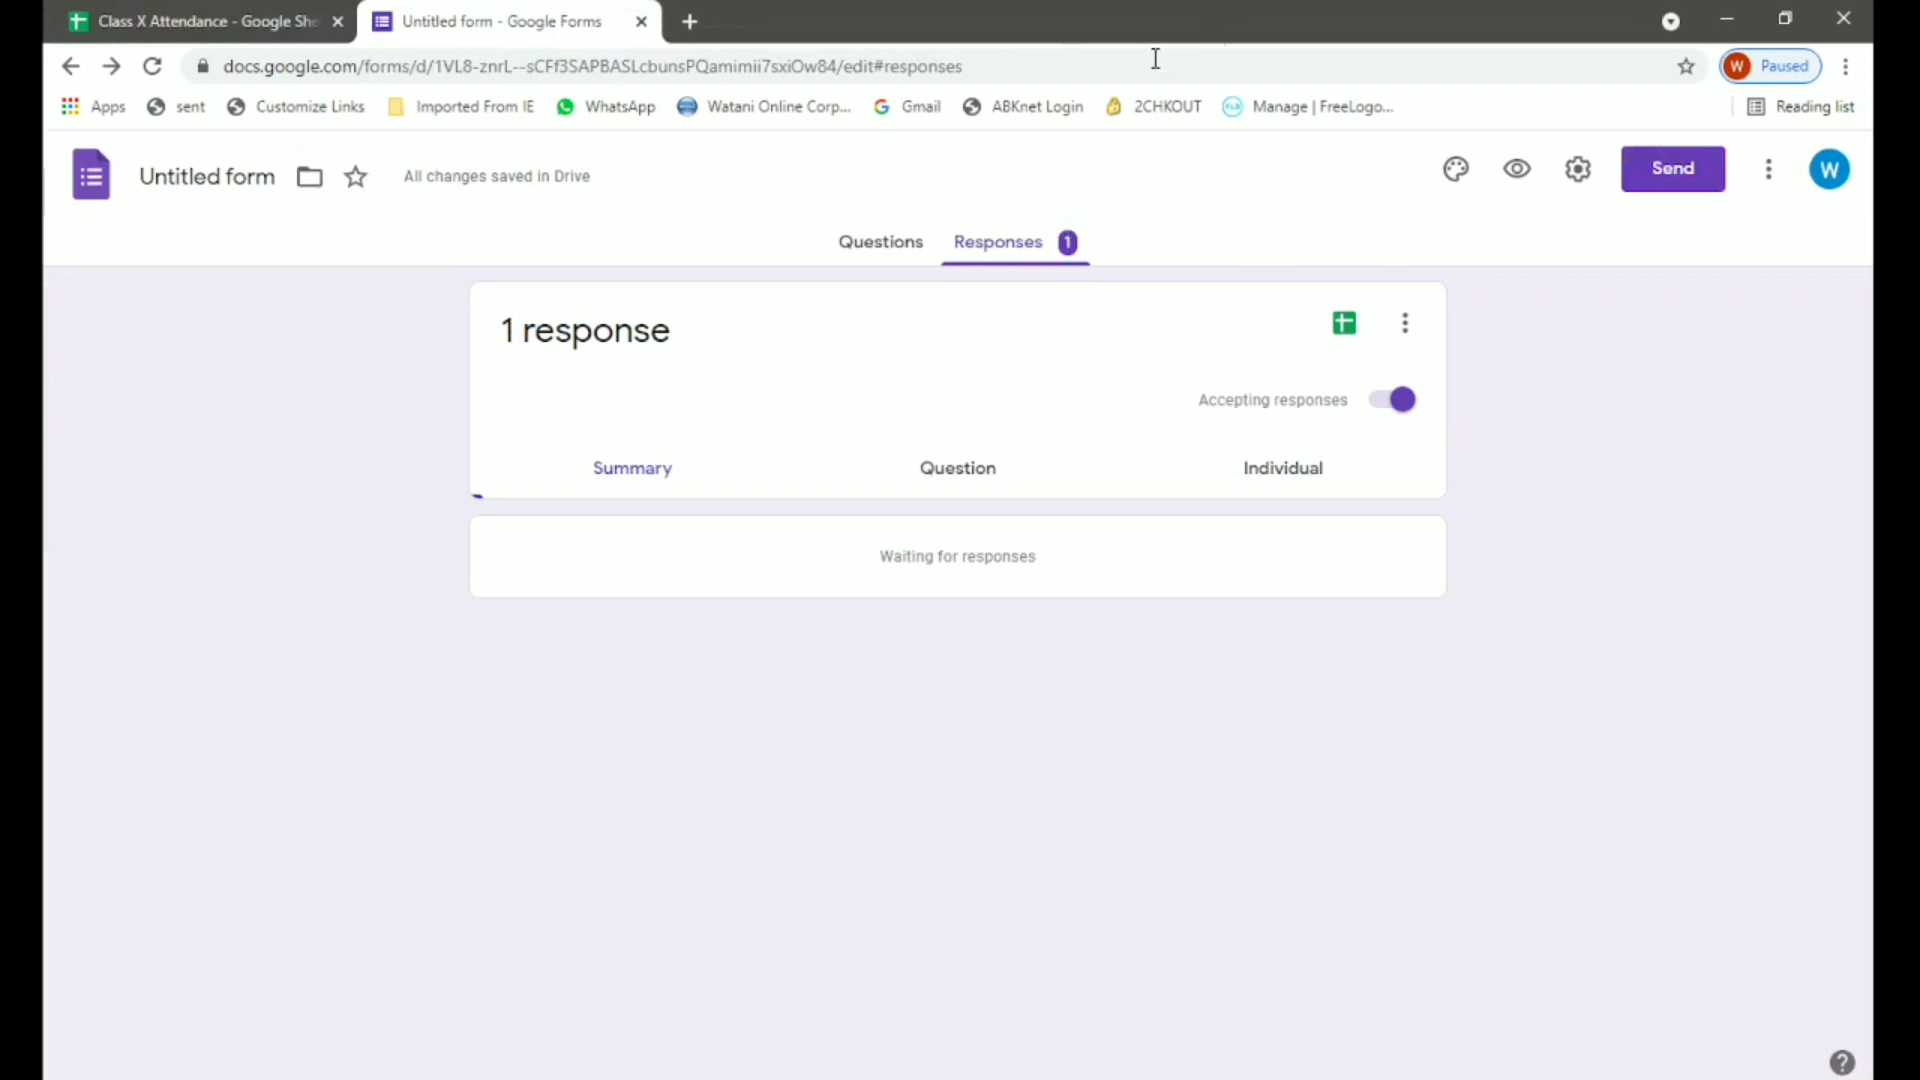 Class X Attendance - Google She
Untitled form - Google Forms
docs.google.com/forms/d/1VL8-znrL--sCFf3SAPBASLcbunsPQamimii7sxiOw84/edit#responses
W Paused
Apps
sent
Customize Links
Imported From IE
WhatsApp
Watani Online Corp...
Gmail
ABKnet Login
2CHKOUT
Manage | FreeLogo...
Reading list
Untitled form
All changes saved in Drive
Send
W
Questions
Responses 1
1 response
Accepting responses
Summary
Question
Individual
Waiting for responses